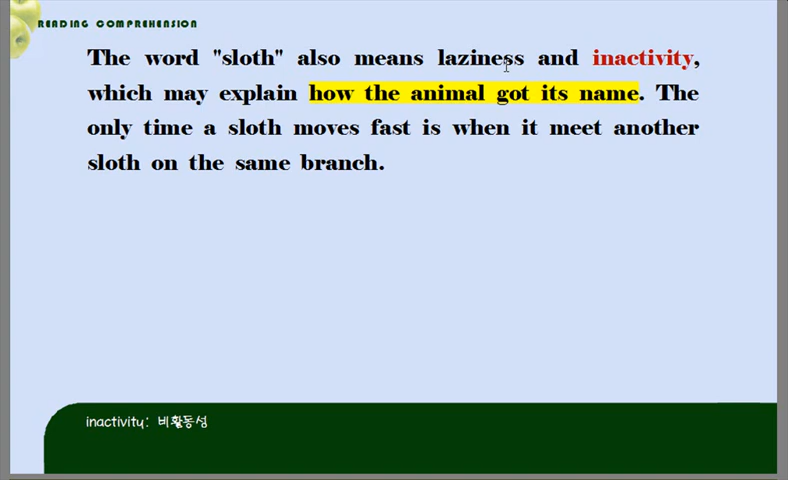 READING COMPREHENSION
The word "sloth" also means laziness and inactivity,
which may explain how the animal got its name. The
only time a sloth moves fast is when it meet another
sloth on the same branch.
inactivity: 비활동성